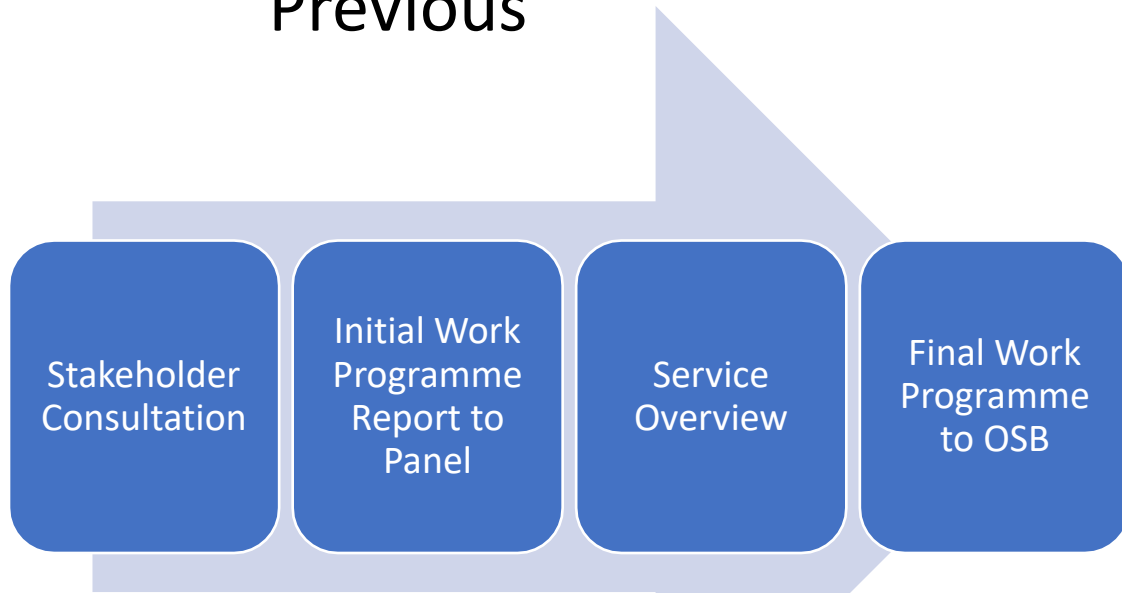 Previous
Stakeholder
Consultation
Initial Work
Programme
Report to
Panel
Service
Overview
Final Work
Programme
to OSB